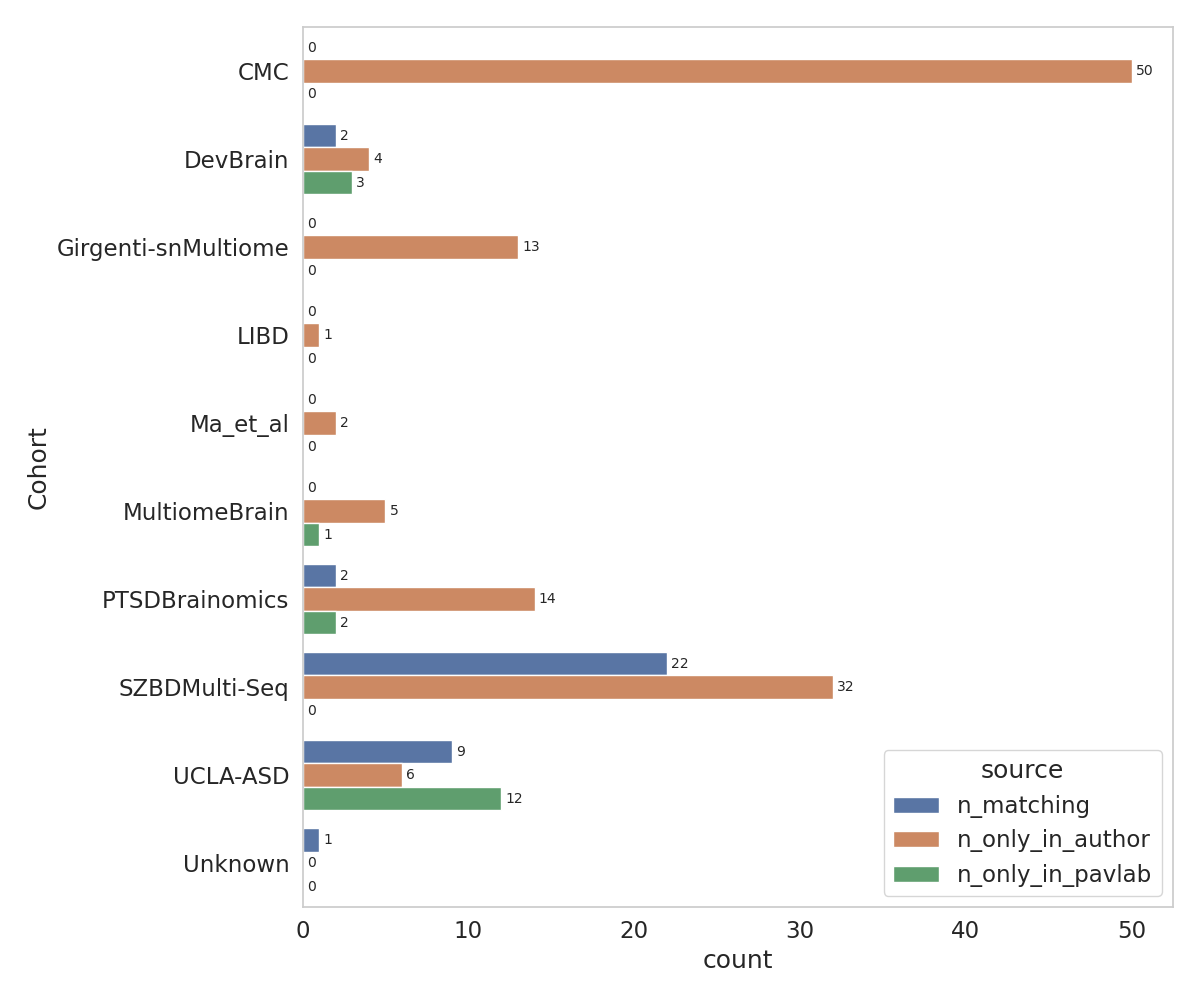 Cohort
CMC
0
50
0
DevBrain
2
4
3
Girgenti-snMultiome
0
13
0
LIBD
0
1
0
Ma_et_al
0
2
0
MultiomeBrain
0
5
1
PTSDBrainomics
2
14
2
SZBDMulti-Seq
22
32
0
UCLA-ASD
9
6
12
Unknown
1
0
0
source
n_matching
n_only_in_author
n_only_in_pavlab
0 10 20 30 40 50
count